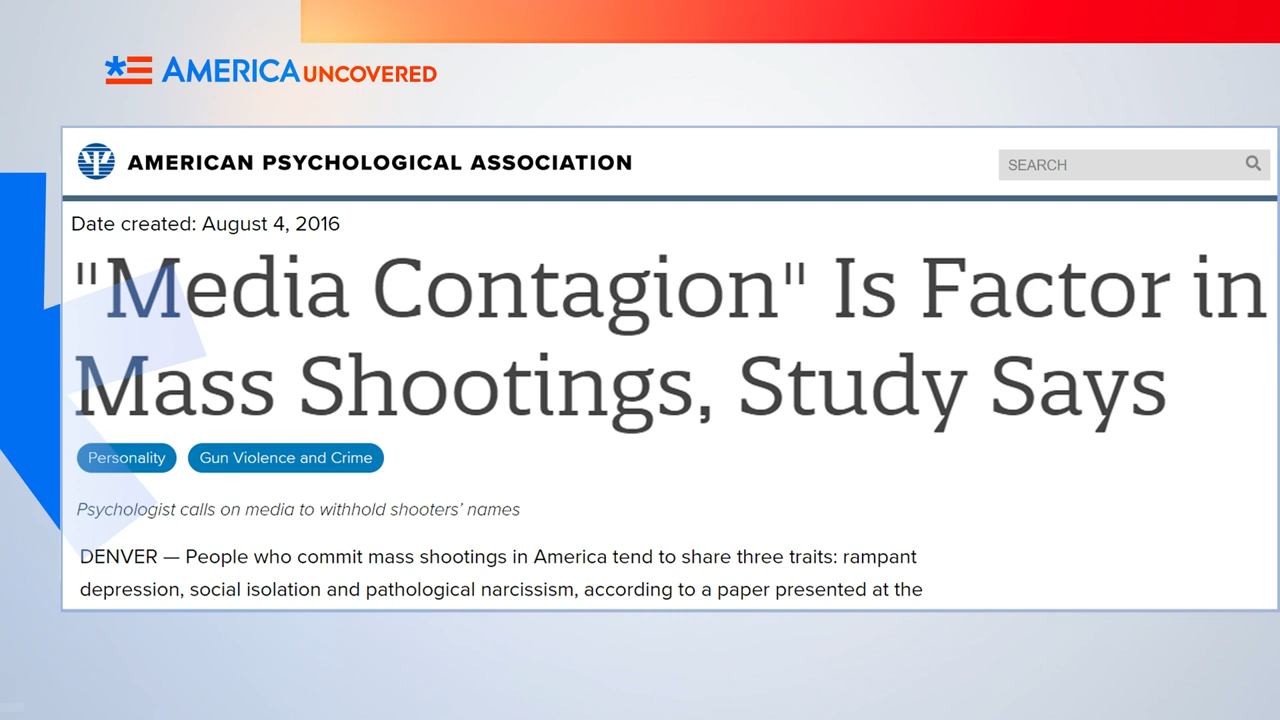 AMERICA UNCOVERED
AMERICAN PSYCHOLOGICAL ASSOCIATION
SEARCH
Date created: August 4, 2016
"Media Contagion" Is Factor in
Mass Shootings, Study Says
Personality
Gun Violence and Crime
Psychologist calls on media to withhold shooters’ names
DENVER — People who commit mass shootings in America tend to share three traits: rampant
depression, social isolation and pathological narcissism, according to a paper presented at the